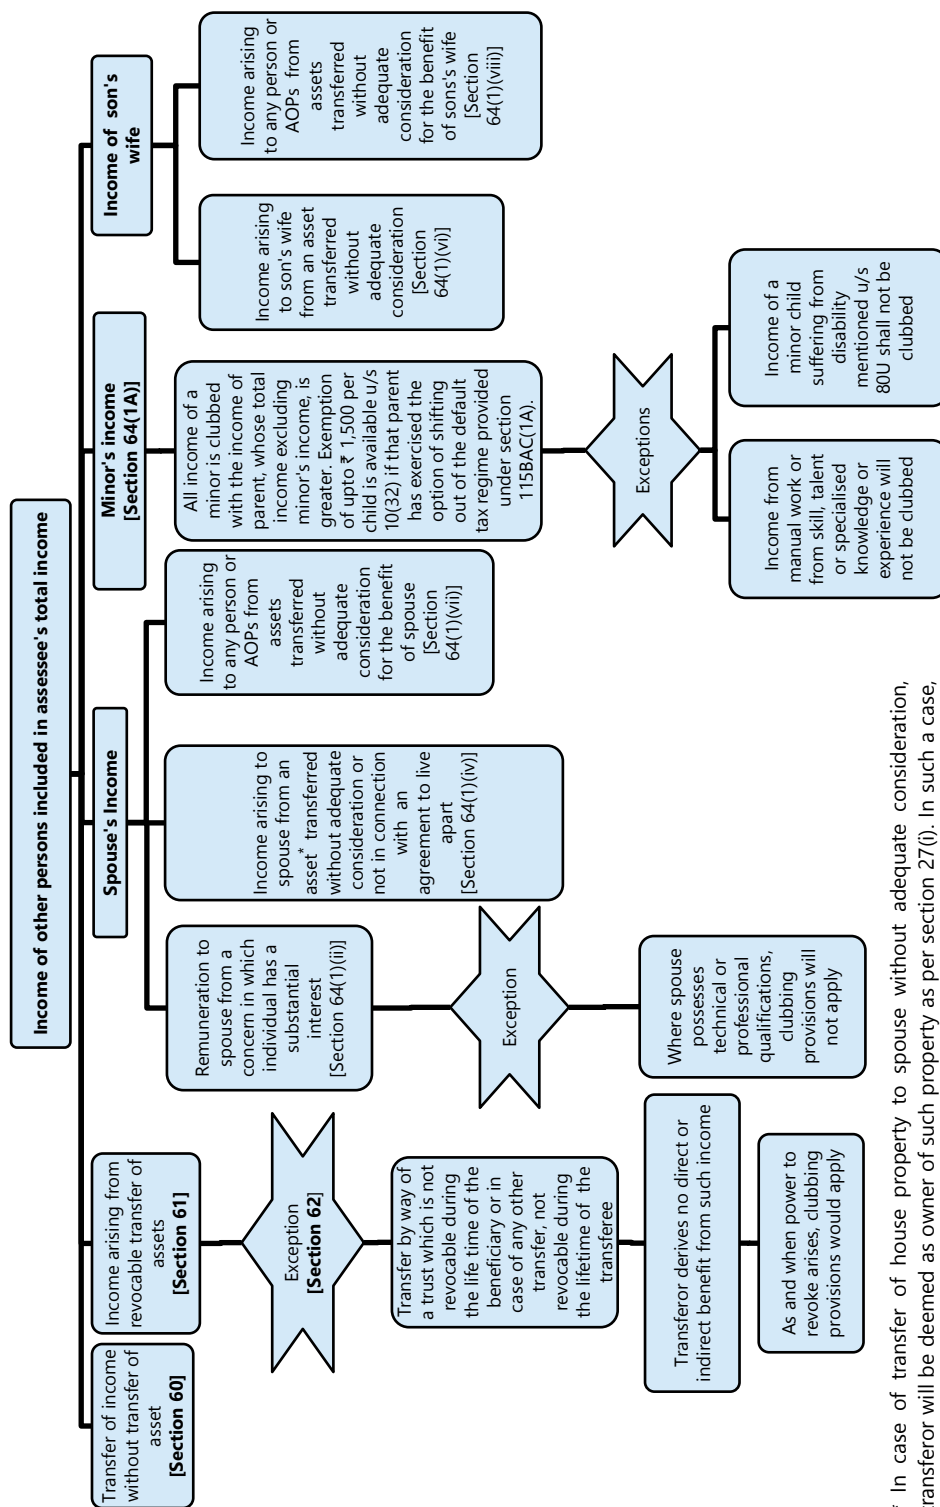 Income of other persons included in assessee's total income
Transfer of income
without transfer of
asset
[Section 60]
Income arising from
revocable transfer of
assets
[Section 61]
Exception
[Section 62]
Transfer by way of
a trust which is not
revocable during
the life time of the
beneficiary or in
case of any other
transfer, not
revocable during
the lifetime of the
transferee
Transferor derives no direct or
indirect benefit from such income
As and when power to
revoke arises, clubbing
provisions would apply
Spouse's Income
Remuneration to
spouse from a
concern in which
individual has a
substantial
interest
[Section 64(1)(ii)]
Exception
Where spouse
possesses
technical or
professional
qualifications,
clubbing
provisions will
not apply
Income arising to
spouse from an
asset* transferred
without adequate
consideration or
not in connection
with an
agreement to live
apart
[Section 64(1)(iv)]
Income arising
to any person or
AOPs from
assets
transferred
without
adequate
consideration
for the benefit
of spouse
[Section
64(1)(vii)]
Minor's income
[Section 64(1A)]
All income of a
minor is clubbed
with the income of
parent, whose total
income excluding
minor's income, is
greater. Exemption
of upto ₹ 1,500 per
child is available u/s
10(32) if that parent
has exercised the
option of shifting
out of the default
tax regime provided
under section
115BAC(1A).
Exceptions
Income from
manual work or
from skill, talent
or specialised
knowledge or
experience will
not be clubbed
Income of a
minor child
suffering from
disability
mentioned u/s
80U shall not be
clubbed
Income of son's
wife
Income arising
to son's wife
from an asset
transferred
without
adequate
consideration
[Section
64(1)(vi)]
Income arising
to any person or
AOPs from
assets
transferred
without
adequate
consideration
for the benefit
of sons's wife
[Section
64(1)(viii)]
* In case of transfer of house property to spouse without adequate consideration,
transferor will be deemed as owner of such property as per section 27(i). In such a case,